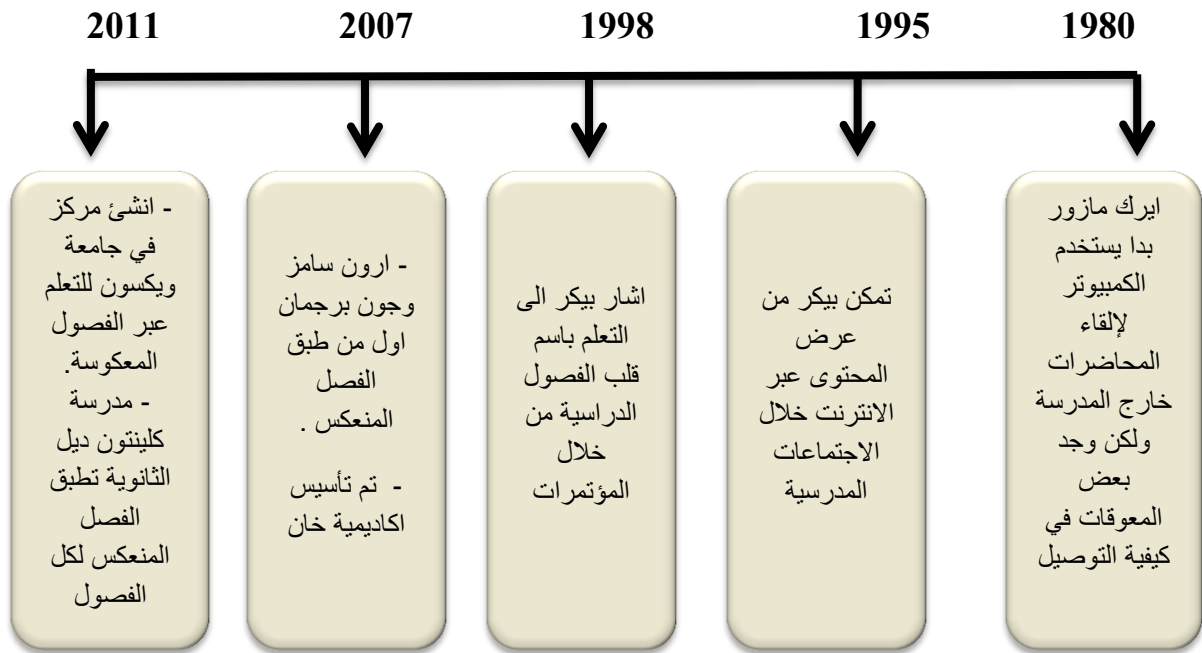 1980
1995
1998
2007
2011
ايرك مازور
بدا يستخدم
الكمبيوتر
لإلقاء
المحاضرات
خارج المدرسة
ولكن وجد
بعض
المعوقات في
كيفية التوصيل
تمكن بيكر من
عرض
المحتوى عبر
الانترنت خلال
الاجتماعات
المدرسية
اشار بيكر الى
التعلم باسم
قلب الفصول
الدراسية من
خلال
المؤتمرات
- ارون سامز
وجون برجمان
اول من طبق
الفصل
المنعكس .
- تم تأسيس
اكاديمية خان
- انشئ مركز
في جامعة
ويكسون للتعلم
عبر الفصول
المعكوسة.
- مدرسة
كلينتون ديل
الثانوية تطبق
الفصل
المنعكس لكل
الفصول